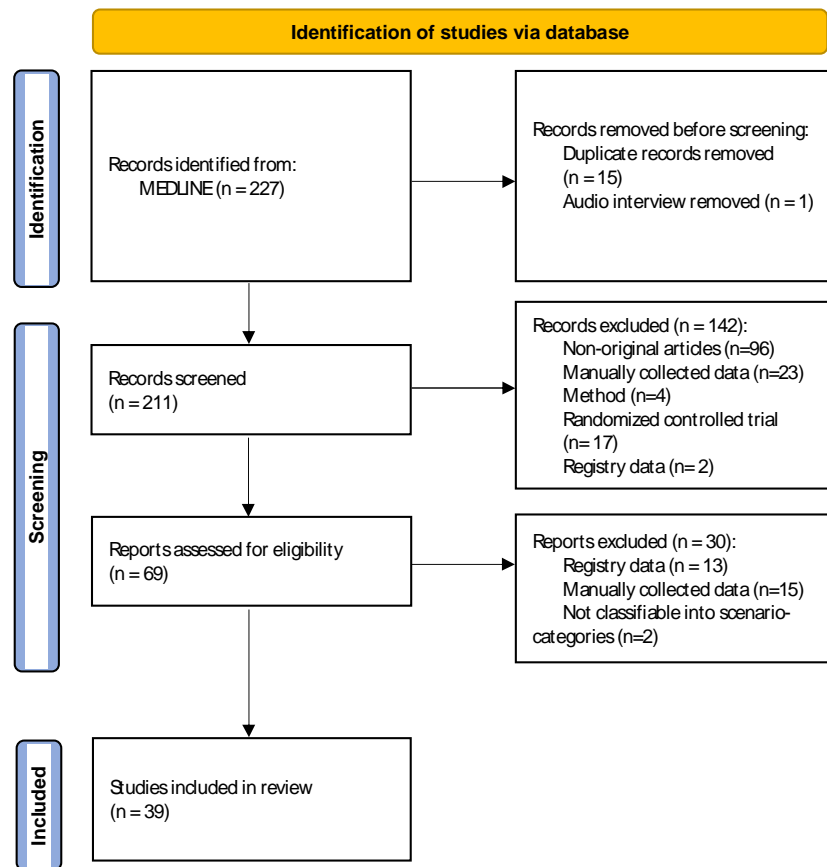 Identification of studies via database
Identification
Records identified from:
MEDLINE (n = 227)
Records removed before screening:
Duplicate records removed
(n = 15)
Audio interview removed (n = 1)
Screening
Records screened
(n = 211)
Records excluded (n = 142):
Non-original articles (n=96)
Manually collected data (n=23)
Method (n=4)
Randomized controlled trial
(n = 17)
Registry data (n= 2)
Reports assessed for eligibility
(n = 69)
Reports excluded (n = 30):
Registry data (n = 13)
Manually collected data (n=15)
Not classifiable into scenario-
categories (n=2)
Included
Studies included in review
(n = 39)